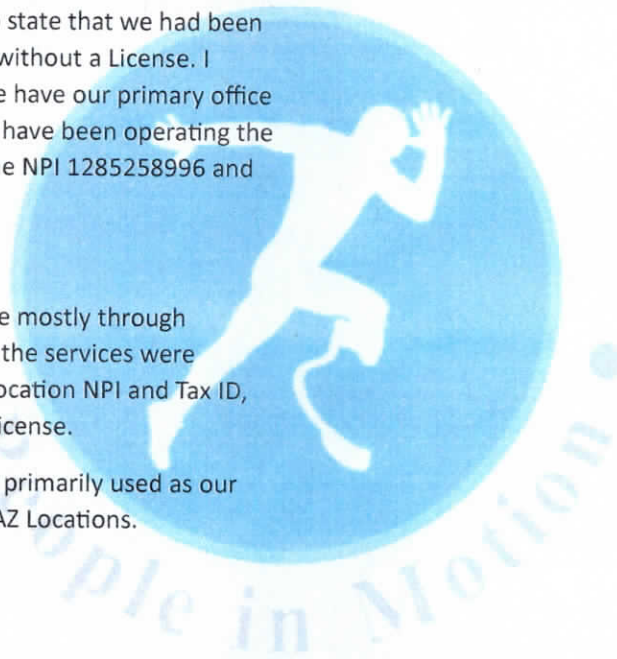 state that we had been
without a License. I
e have our primary office
have been operating the
e NPI 1285258996 and
e mostly through
the services were
ocation NPI and Tax ID,
icense.
primarily used as our
AZ Locations.
ople in Motion